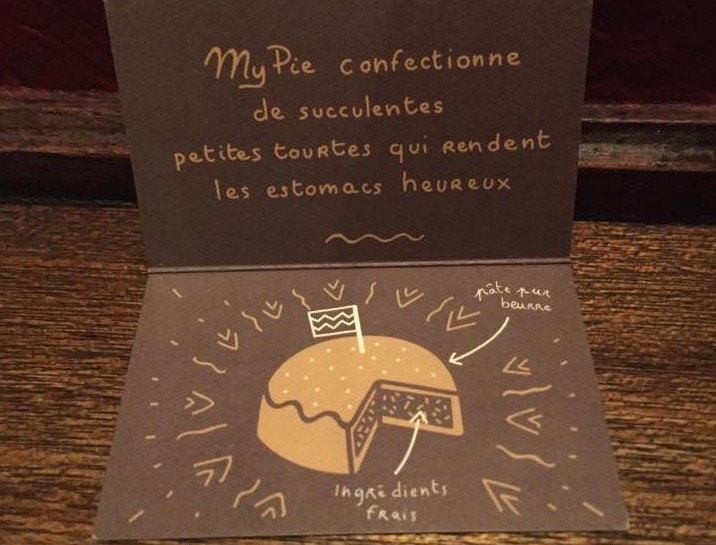 MyPie confectionne
de succulentes
petites tourtes qui rendent
les estomacs heureux
pâte pur
beurre
Ingrédients
frais